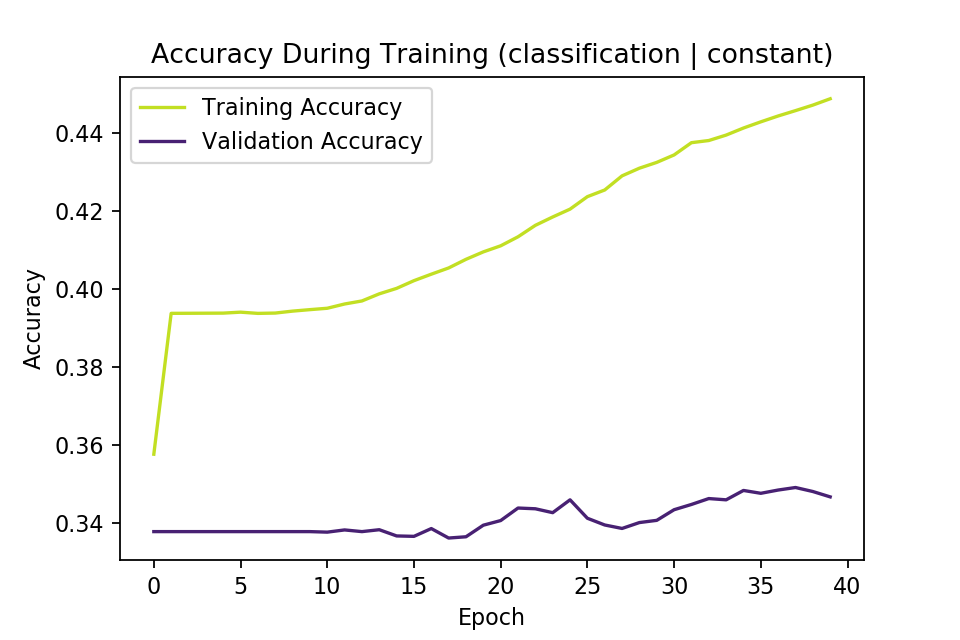 Accuracy During Training (classification | constant)
Training Accuracy
Validation Accuracy
Accuracy
0.44
0.42
0.40
0.38
0.36
0.34
0 5 10 15 20 25 30 35 40
Epoch